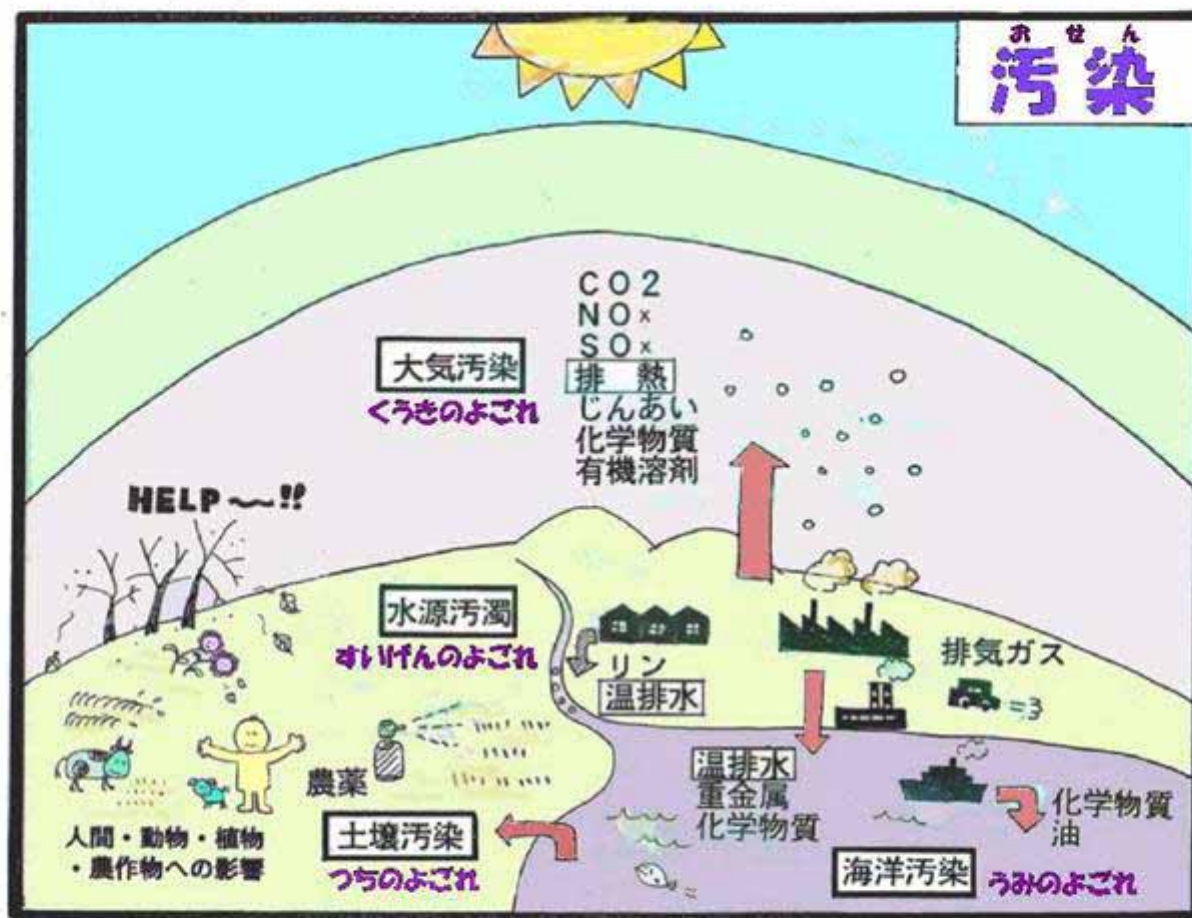 おせん
汚染
CO2
NOx
SOx
排熱
じんあい
化学物質
有機溶剤
大気汚染
くうきのよごれ
HELP～～!!
水源汚濁
すいげんのよごれ
リン
温排水
排気ガス
農薬
温排水
重金属
化学物質
化学物質
油
人間・動物・植物
・農作物への影響
土壌汚染
つちのよごれ
海洋汚染
うみのよごれ